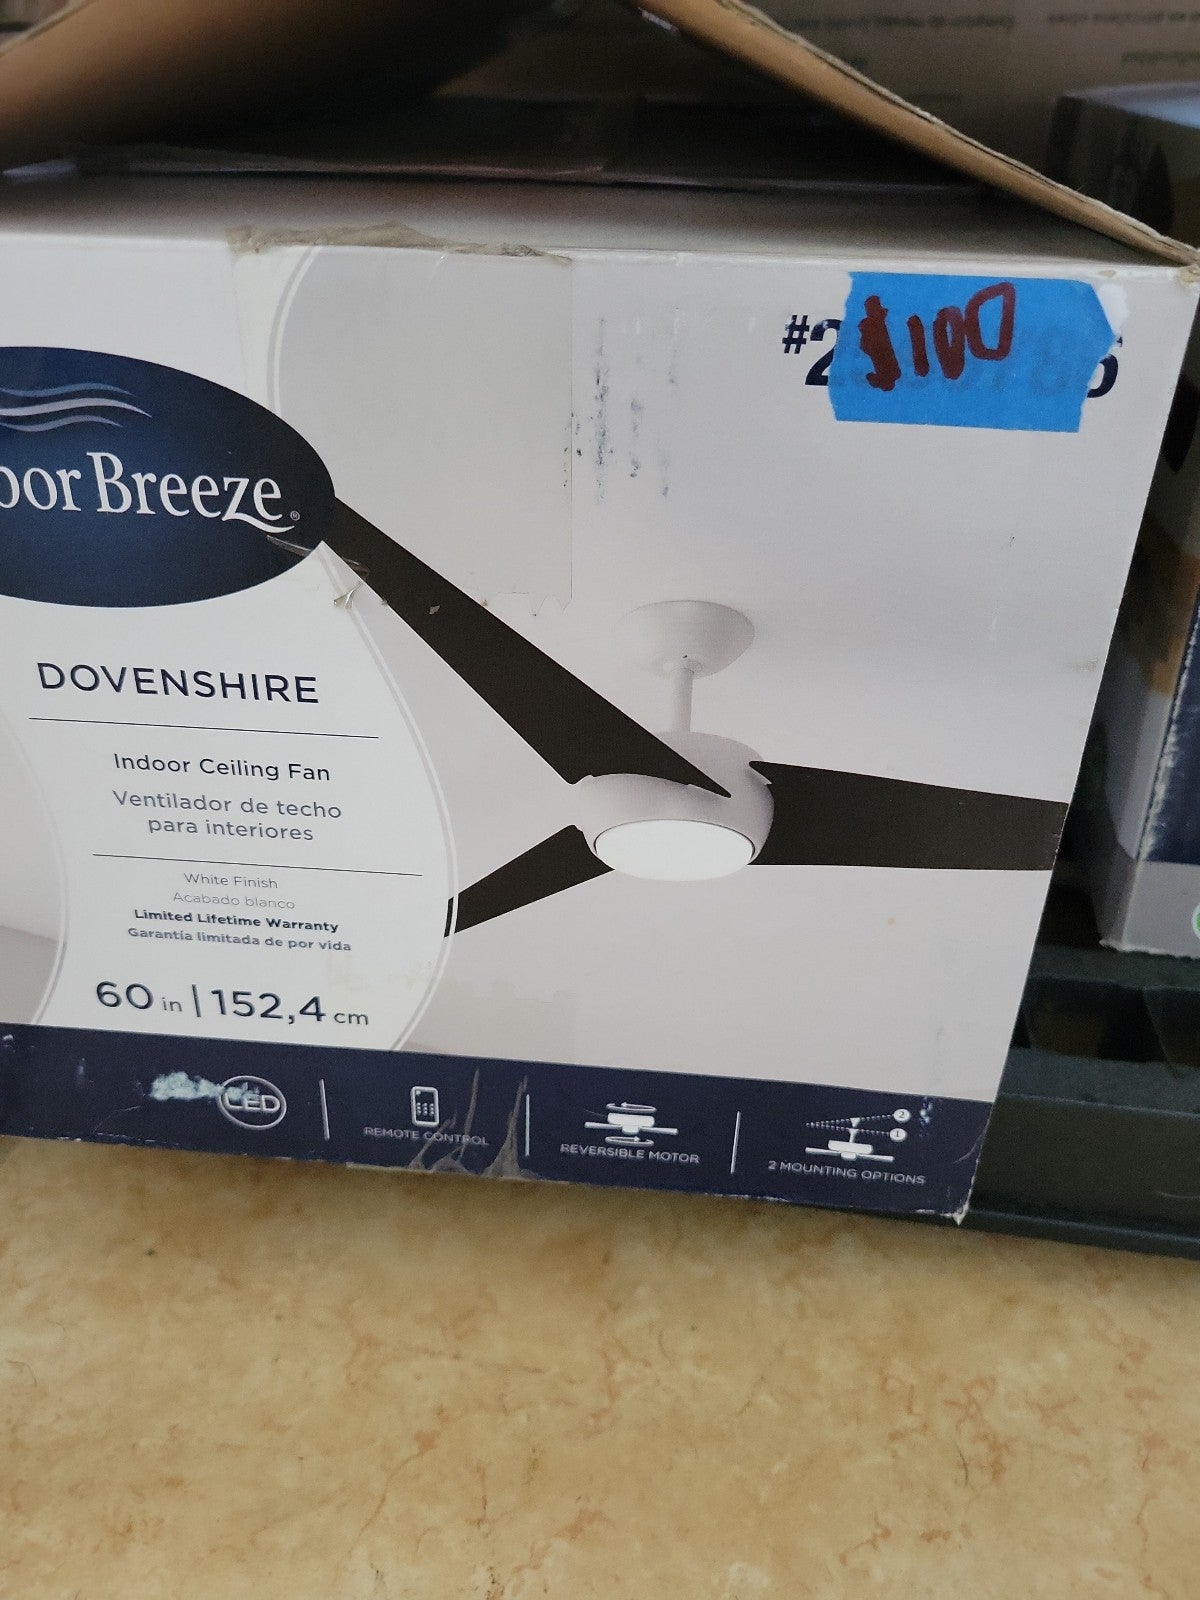 #2
$100
oor Breeze®
DOVENSHIRE
Indoor Ceiling Fan
Ventilador de techo
para interiores
White Finish
Acabado blanco
Limited Lifetime Warranty
Garantía limitada de por vida
60 in | 152,4 cm
LED
REMOTE CONTROL
REVERSIBLE MOTOR
2
1
2 MOUNTING OPTIONS